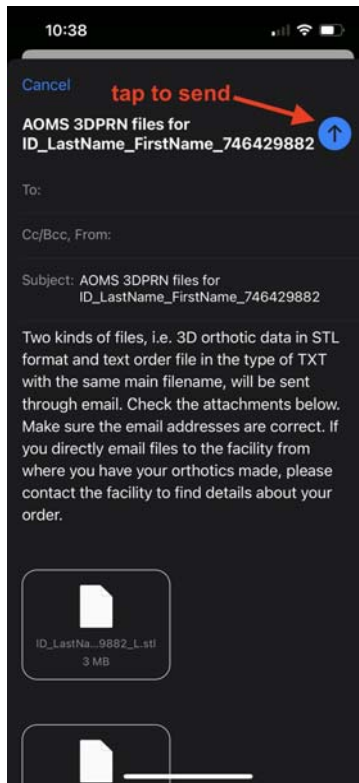 10:38
Cancel
tap to send
AOMS 3DPRN files for
ID_LastName_FirstName_746429882
To:
Cc/Bcc, From:
Subject: AOMS 3DPRN files for
ID_LastName_FirstName_746429882
Two kinds of files, i.e. 3D orthotic data in STL
format and text order file in the type of TXT
with the same main filename, will be sent
through email. Check the attachments below.
Make sure the email addresses are correct. If
you directly email files to the facility from
where you have your orthotics made, please
contact the facility to find details about your
order.
ID_LastNa...9882_L.stl
3 MB